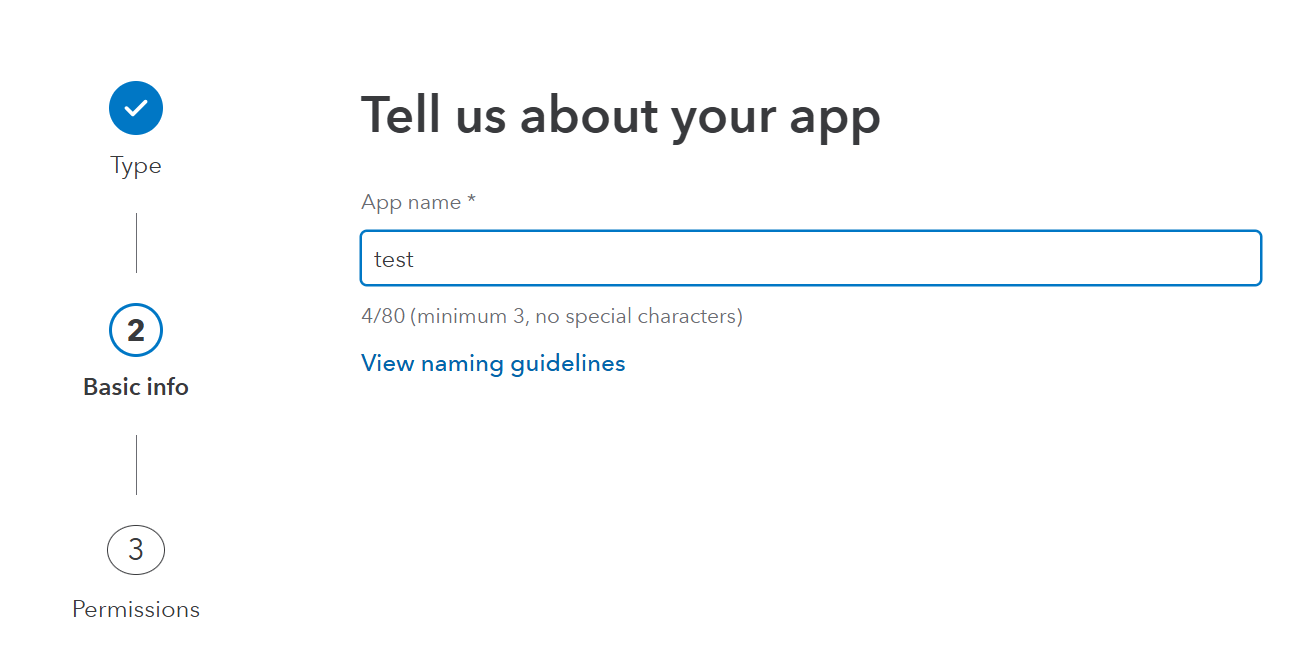 Type
2
Basic info
3
Permissions
Tell us about your app
App name *
test
4/80 (minimum 3, no special characters)
View naming guidelines